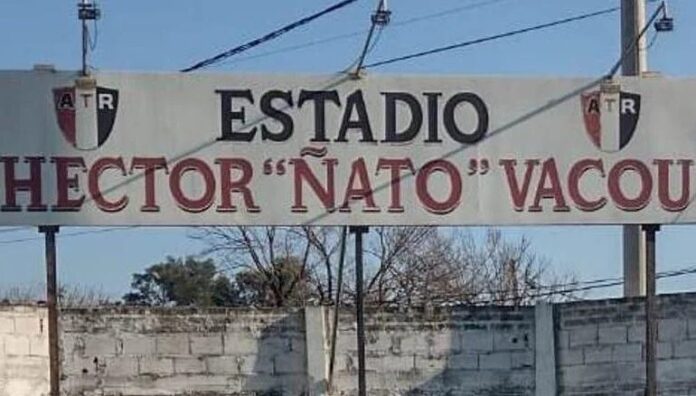 ATR
ESTADIO
ATR
HECTOR "ÑATO" VACOU